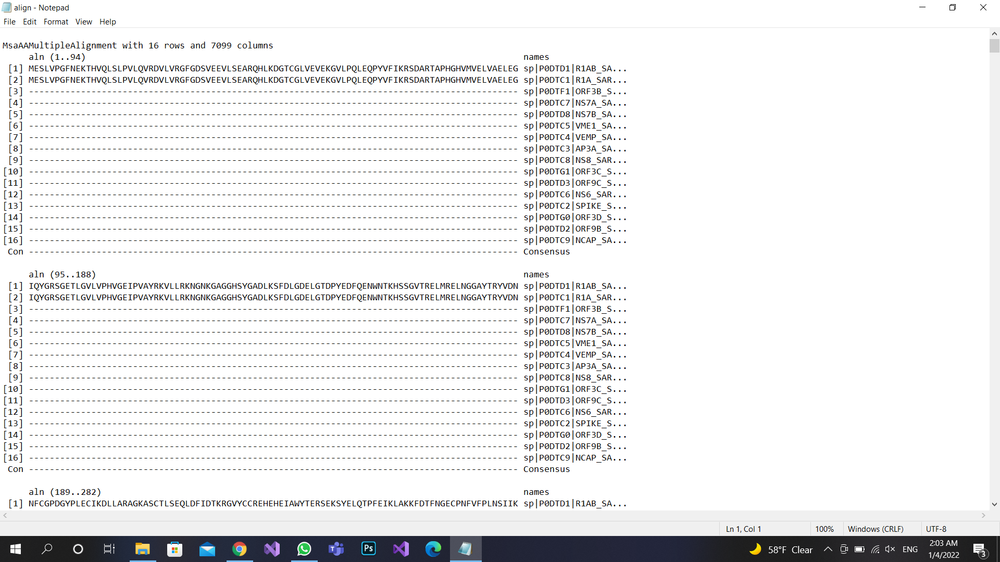 align - Notepad
File Edit Format View Help
MsaAAMultipleAlignment with 16 rows and 7099 columns
aln (1..94) names
[1] MESLVPGFNEKTHVQLSLPVLQVRDVLVRGFGDSVEEVLSEARQHLKDGTCGLVEVEKGVLPQLEQPYVFIKRSDARTAPHGHVMVELVAELEG sp|P0DTD1|R1AB_SA...
[2] MESLVPGFNEKTHVQLSLPVLQVRDVLVRGFGDSVEEVLSEARQHLKDGTCGLVEVEKGVLPQLEQPYVFIKRSDARTAPHGHVMVELVAELEG sp|P0DTC1|R1A_SAR...
[3] ---------------------------------------------------------------------------------------------- sp|P0DTF1|ORF3B_S...
[4] ---------------------------------------------------------------------------------------------- sp|P0DTC7|NS7A_SA...
[5] ---------------------------------------------------------------------------------------------- sp|P0DTD8|NS7B_SA...
[6] ---------------------------------------------------------------------------------------------- sp|P0DTC5|VME1_SA...
[7] ---------------------------------------------------------------------------------------------- sp|P0DTC4|VEMP_SA...
[8] ---------------------------------------------------------------------------------------------- sp|P0DTC3|AP3A_SA...
[9] ---------------------------------------------------------------------------------------------- sp|P0DTC8|NS8_SAR...
[10] ---------------------------------------------------------------------------------------------- sp|P0DTG1|ORF3C_S...
[11] ---------------------------------------------------------------------------------------------- sp|P0DTD3|ORF9C_S...
[12] ---------------------------------------------------------------------------------------------- sp|P0DTC6|NS6_SAR...
[13] ---------------------------------------------------------------------------------------------- sp|P0DTC2|SPIKE_S...
[14] ---------------------------------------------------------------------------------------------- sp|P0DTG0|ORF3D_S...
[15] ---------------------------------------------------------------------------------------------- sp|P0DTD2|ORF9B_S...
[16] ---------------------------------------------------------------------------------------------- sp|P0DTC9|NCAP_SA...
Con ---------------------------------------------------------------------------------------------- Consensus
aln (95..188) names
[1] IQYGRSGETLGVLVPHVGEIPVAYRKVLLRKNGNKGAGGHSYGADLKSFDLGDELGTDPYEDFQENWNTKHSSGVTRELMRELNGGAYTRYVDN sp|P0DTD1|R1AB_SA...
[2] IQYGRSGETLGVLVPHVGEIPVAYRKVLLRKNGNKGAGGHSYGADLKSFDLGDELGTDPYEDFQENWNTKHSSGVTRELMRELNGGAYTRYVDN sp|P0DTC1|R1A_SAR...
[3] ---------------------------------------------------------------------------------------------- sp|P0DTF1|ORF3B_S...
[4] ---------------------------------------------------------------------------------------------- sp|P0DTC7|NS7A_SA...
[5] ---------------------------------------------------------------------------------------------- sp|P0DTD8|NS7B_SA...
[6] ---------------------------------------------------------------------------------------------- sp|P0DTC5|VME1_SA...
[7] ---------------------------------------------------------------------------------------------- sp|P0DTC4|VEMP_SA...
[8] ---------------------------------------------------------------------------------------------- sp|P0DTC3|AP3A_SA...
[9] ---------------------------------------------------------------------------------------------- sp|P0DTC8|NS8_SAR...
[10] ---------------------------------------------------------------------------------------------- sp|P0DTG1|ORF3C_S...
[11] ---------------------------------------------------------------------------------------------- sp|P0DTD3|ORF9C_S...
[12] ---------------------------------------------------------------------------------------------- sp|P0DTC6|NS6_SAR...
[13] ---------------------------------------------------------------------------------------------- sp|P0DTC2|SPIKE_S...
[14] ---------------------------------------------------------------------------------------------- sp|P0DTG0|ORF3D_S...
[15] ---------------------------------------------------------------------------------------------- sp|P0DTD2|ORF9B_S...
[16] ---------------------------------------------------------------------------------------------- sp|P0DTC9|NCAP_SA...
Con ---------------------------------------------------------------------------------------------- Consensus
aln (189..282) names
[1] NFCGPDGYPLECIKDLLARAGKASCTLSEQLDFIDTKRGVYCCREHEHEIAWYTERSEKSYELQTPFEIKLAKKFDTFNGECPNFVFPLNSIIK sp|P0DTD1|R1AB_SA...
Ln 1, Col 1 100% Windows (CRLF) UTF-8
Ps 58°F Clear ENG 2:03 AM
1/4/2022 3